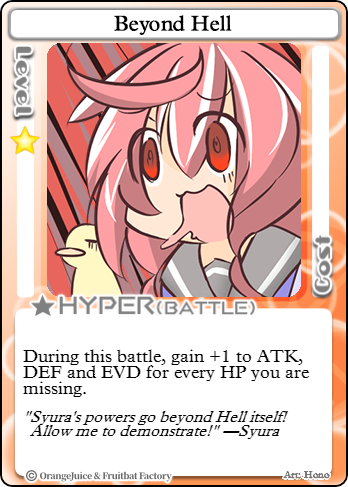 Beyond Hell
Level
Cost
HYPER(BATTLE)
During this battle, gain +1 to ATK,
DEF and EVD for every HP you are
missing.
"Syura's powers go beyond Hell itself!
Allow me to demonstrate!" —Syura
© OrangeJuice & Fruitbat Factory
Art: Hono